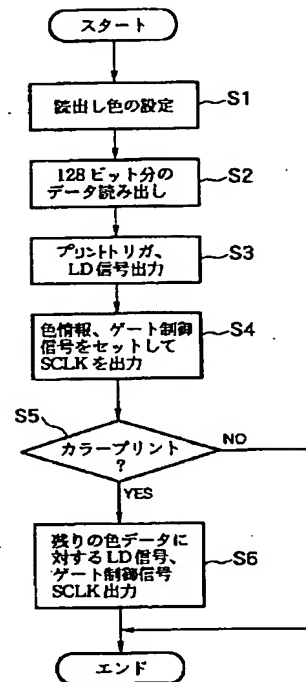 スタート
読出し色の設定
S1
128ビット分の
データ読み出し
S2
プリントトリガ、
LD信号出力
S3
色情報、ゲート制御
信号をセットして
SCLKを出力
S4
S5
カラープリント
?
NO
YES
残りの色データに
対するLD信号、
ゲート制御信号
SCLK出力
S6
エンド